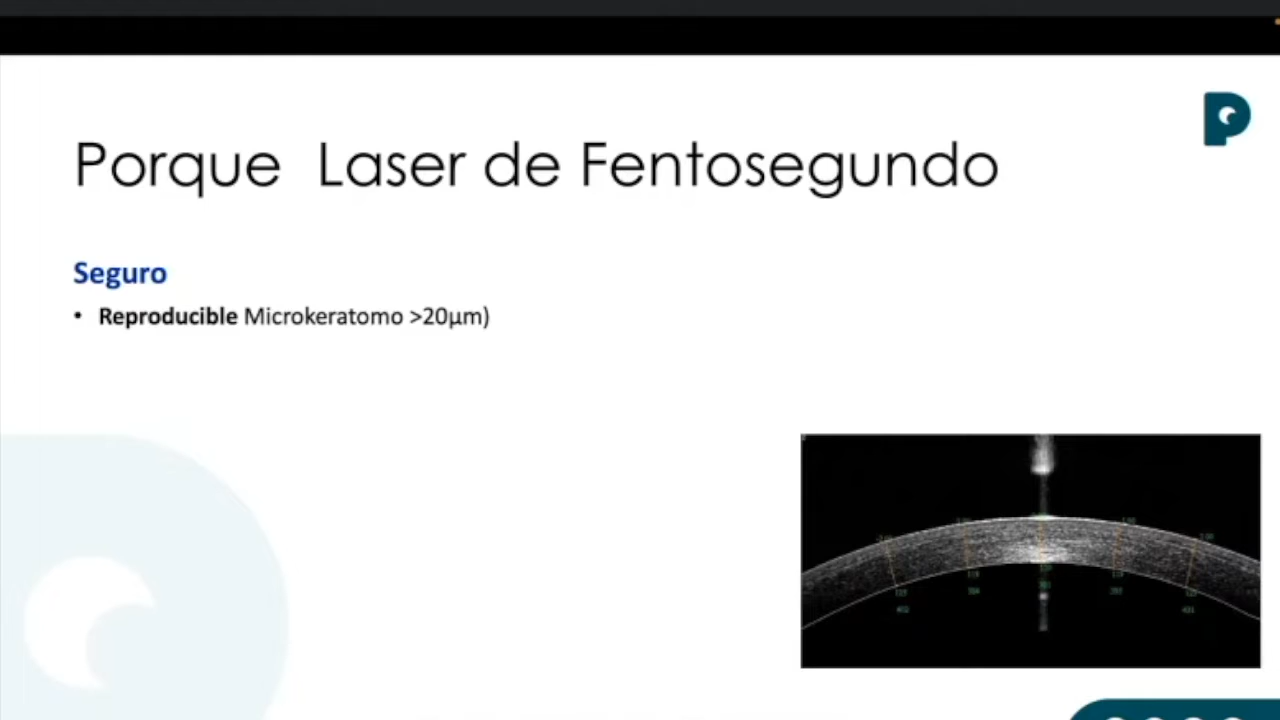 Porque Laser de Fentosegundo
Seguro
• Reproducible Microkeratomo >20µm)